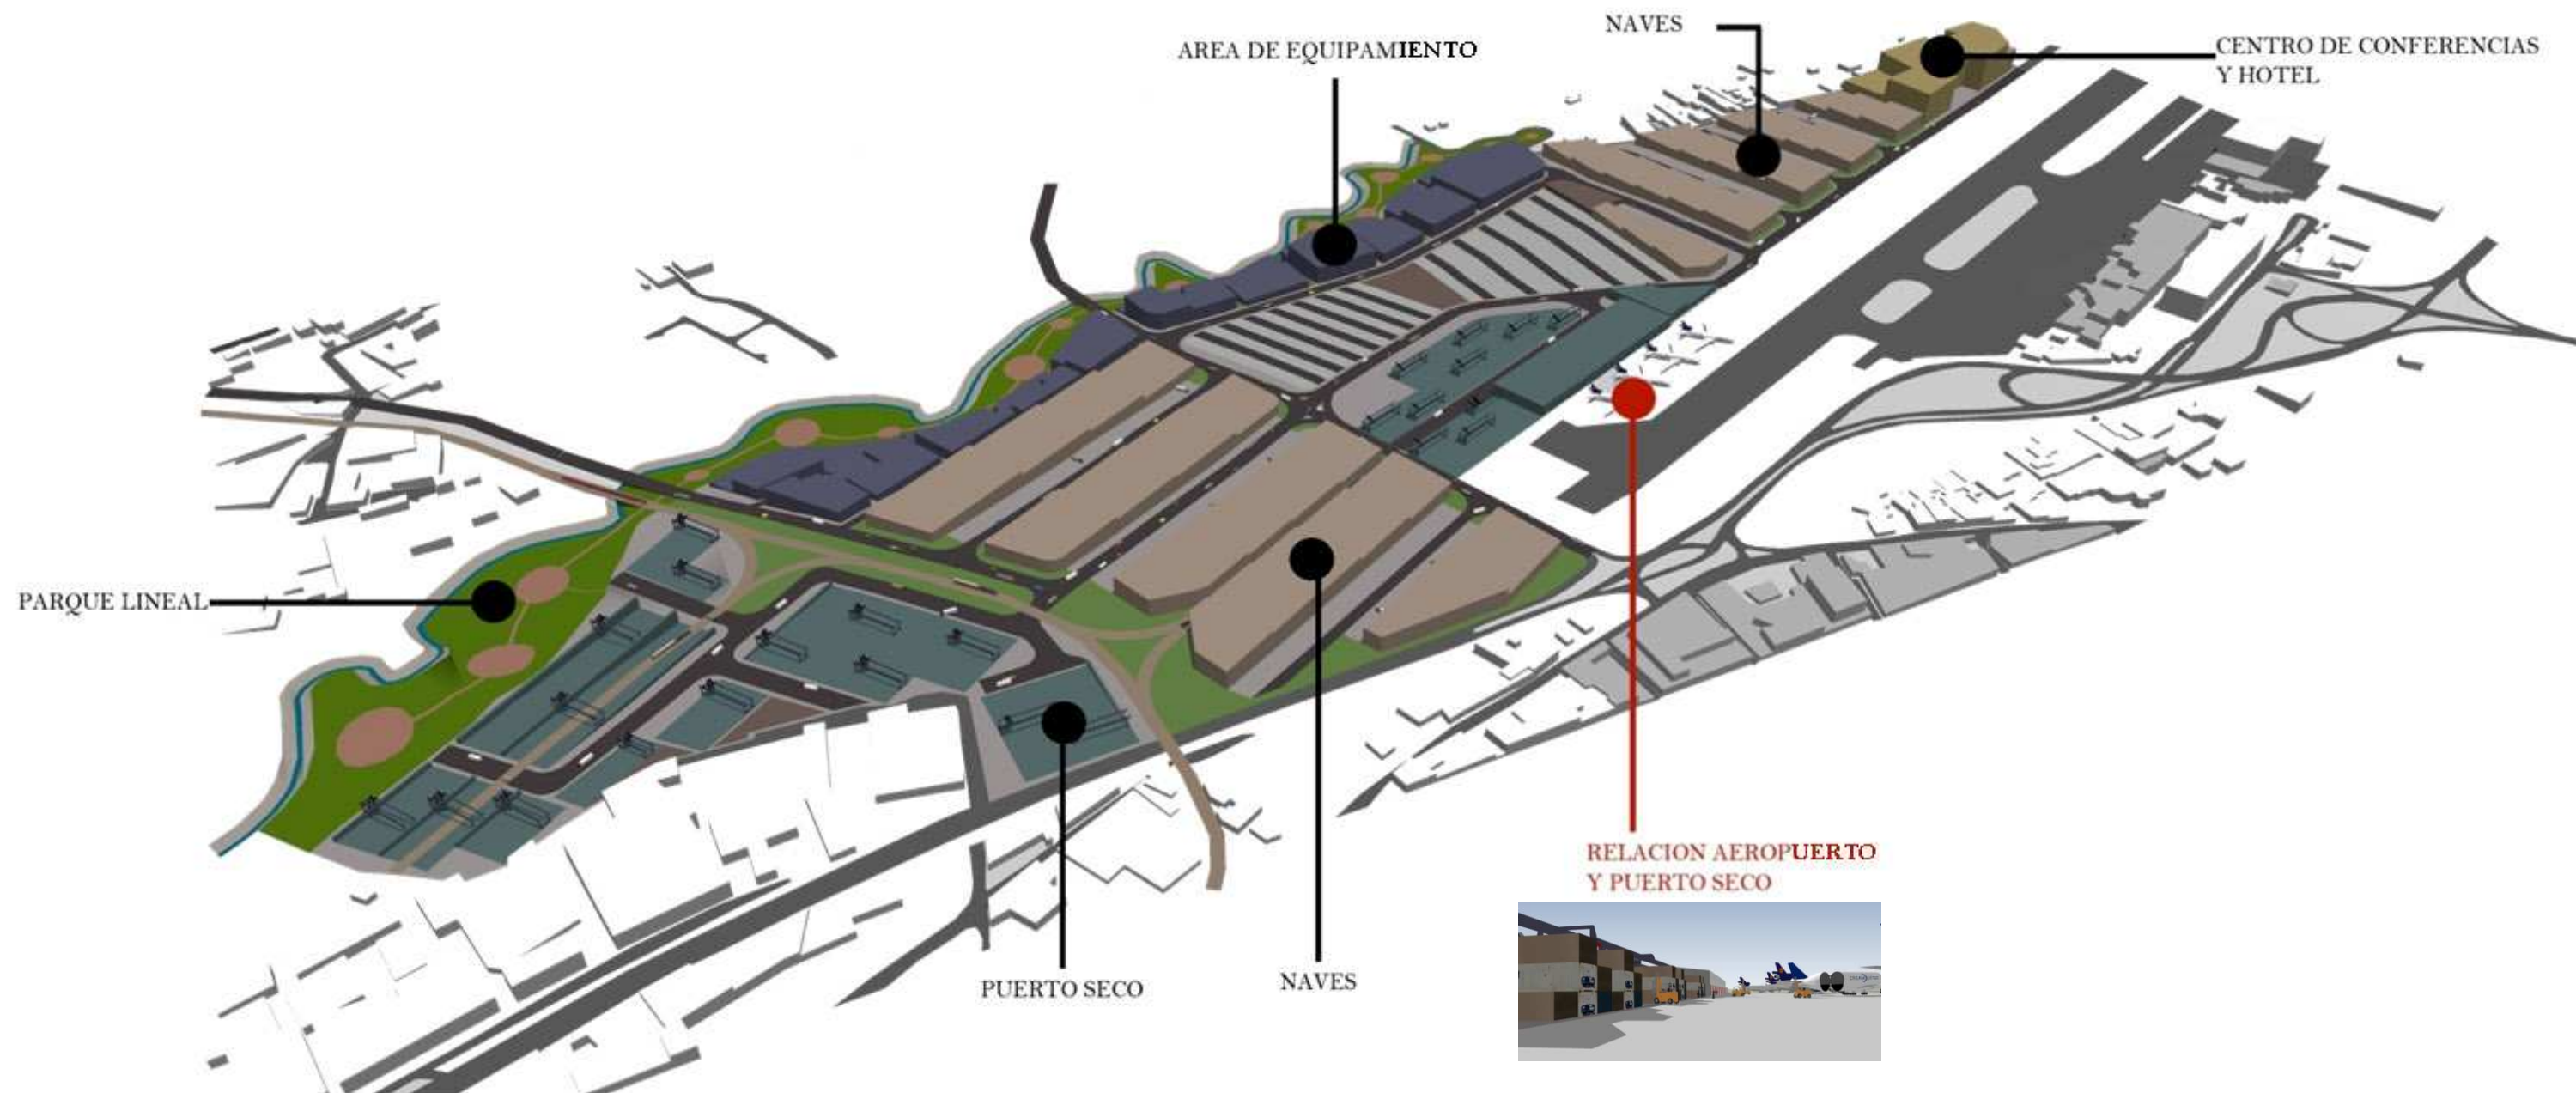 NAVES
AREA DE EQUIPAMIENTO
CENTRO DE CONFERENCIAS
Y HOTEL
PARQUE LINEAL
RELACION AEROPUERTO
Y PUERTO SECO
PUERTO SECO
NAVES